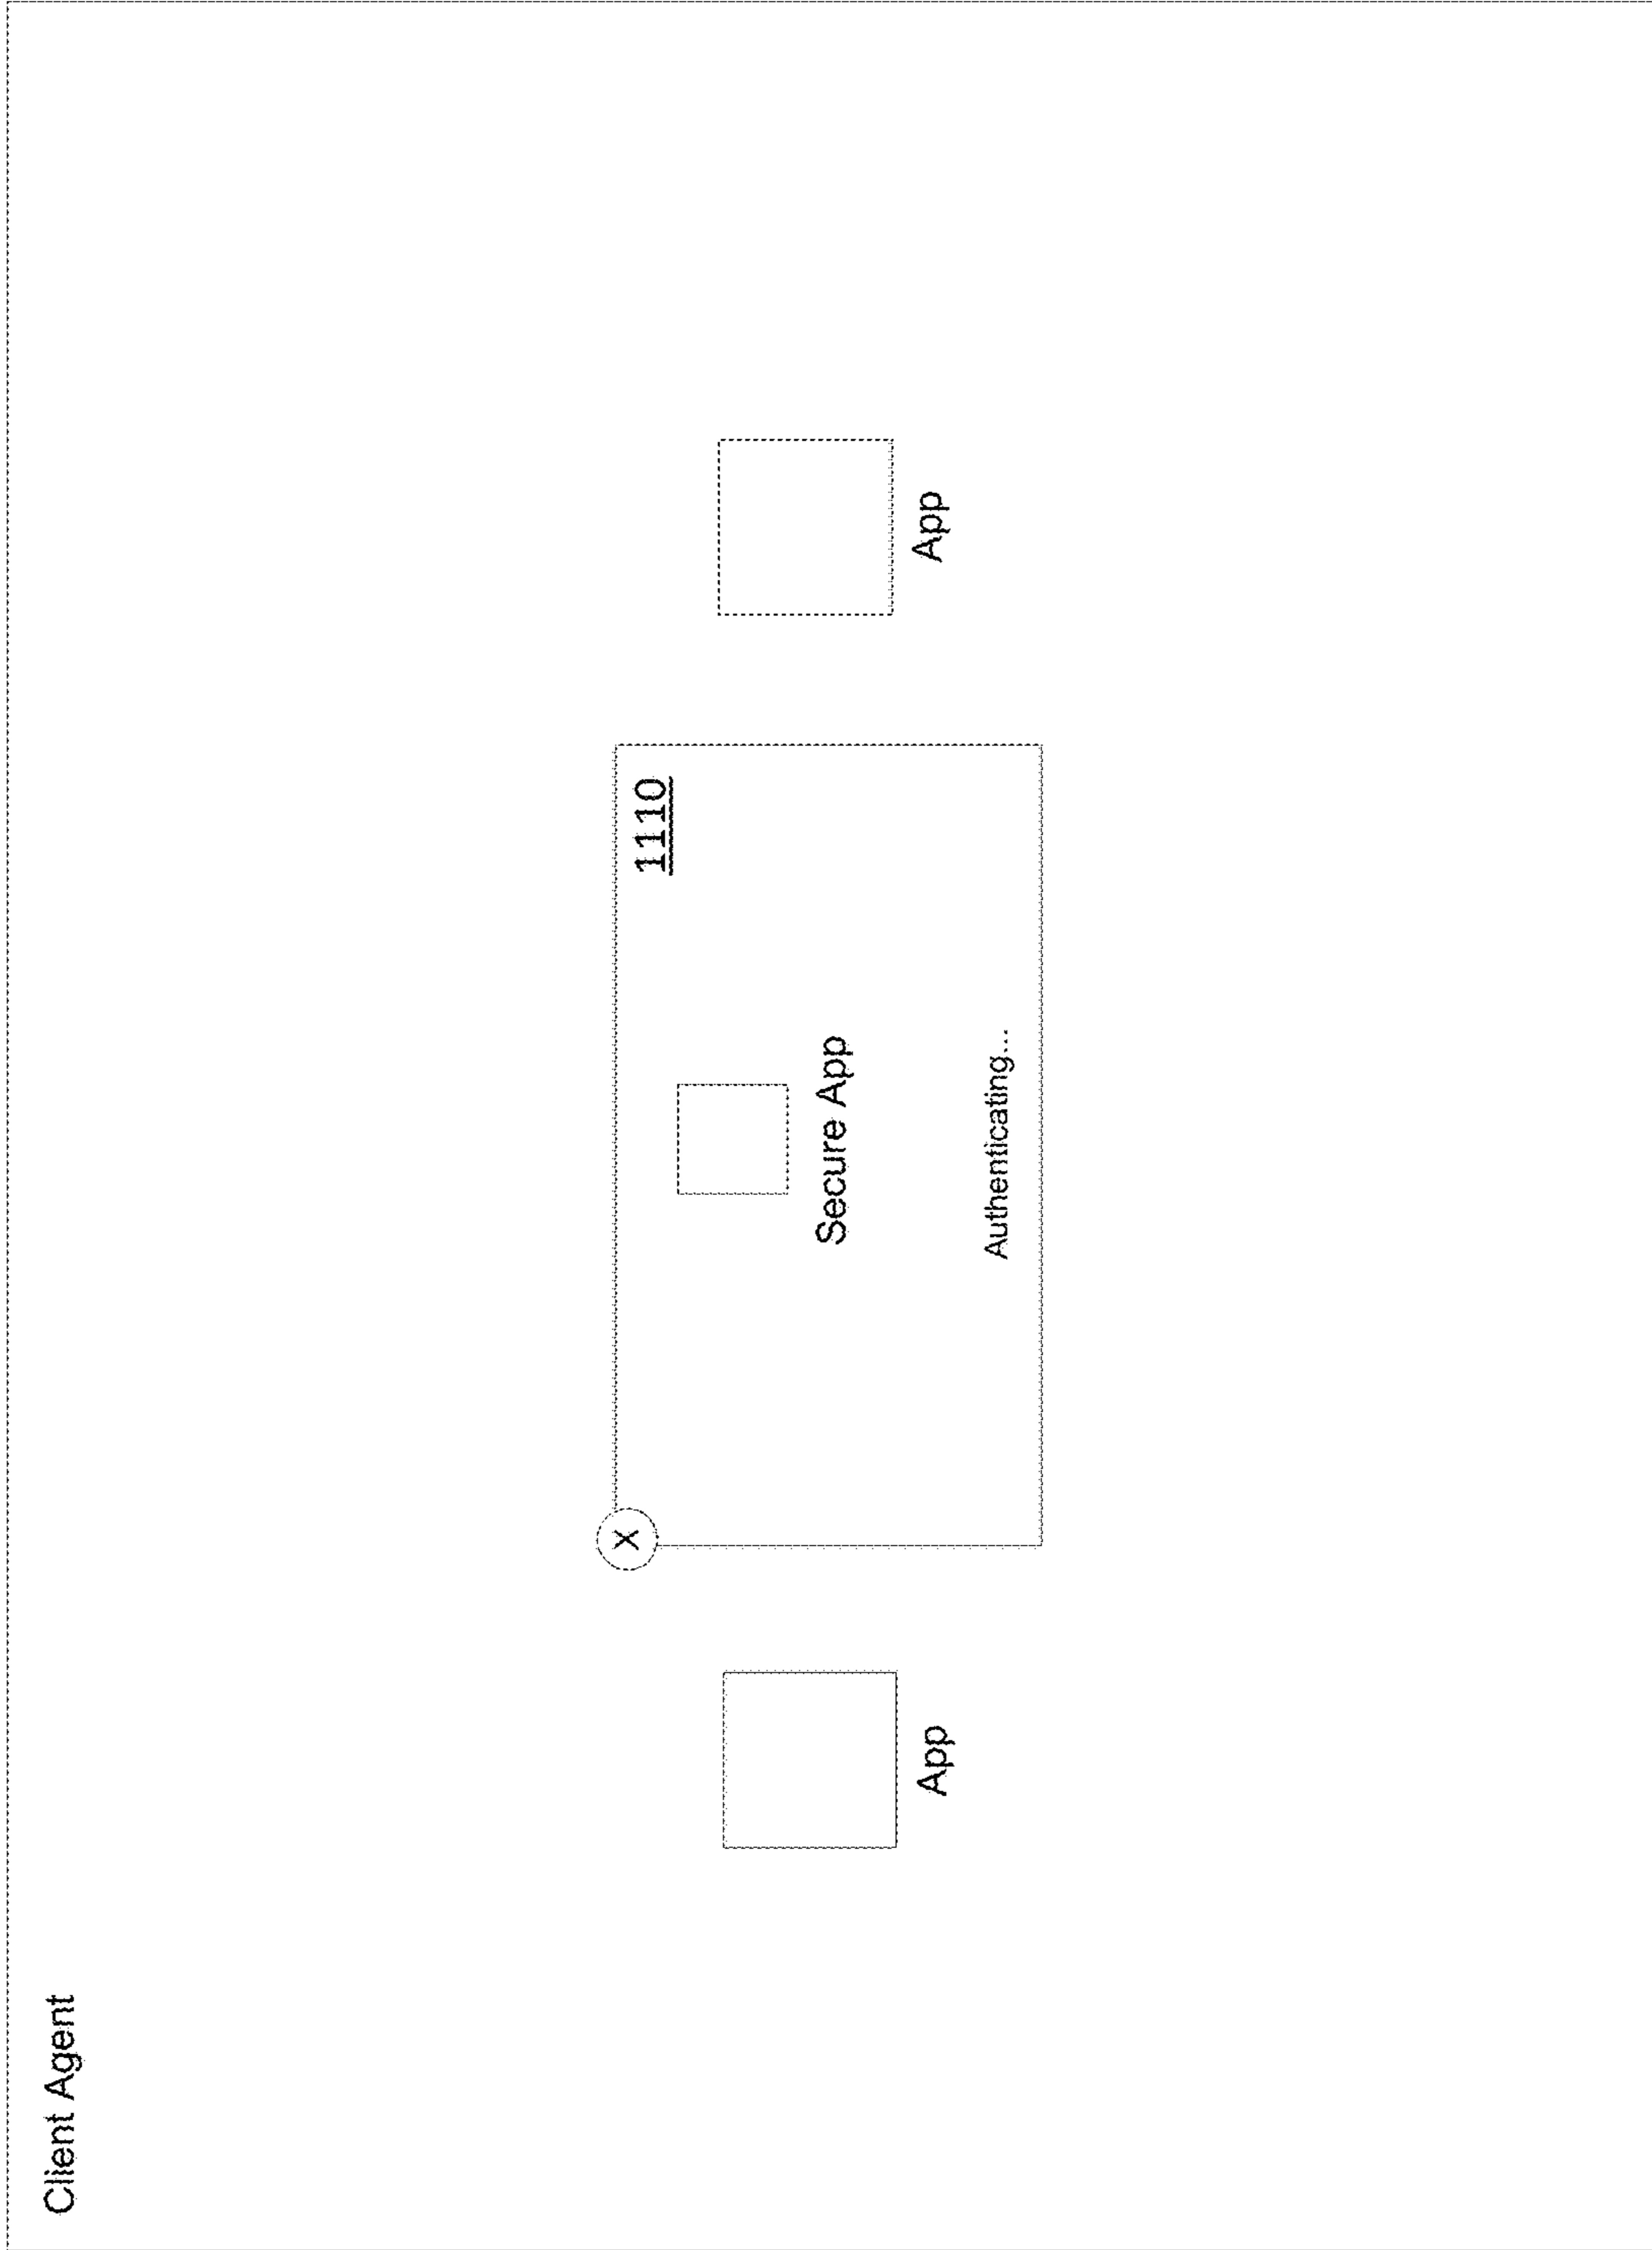 Client Agent
X
1110
App
Secure App
App
Authenticating...